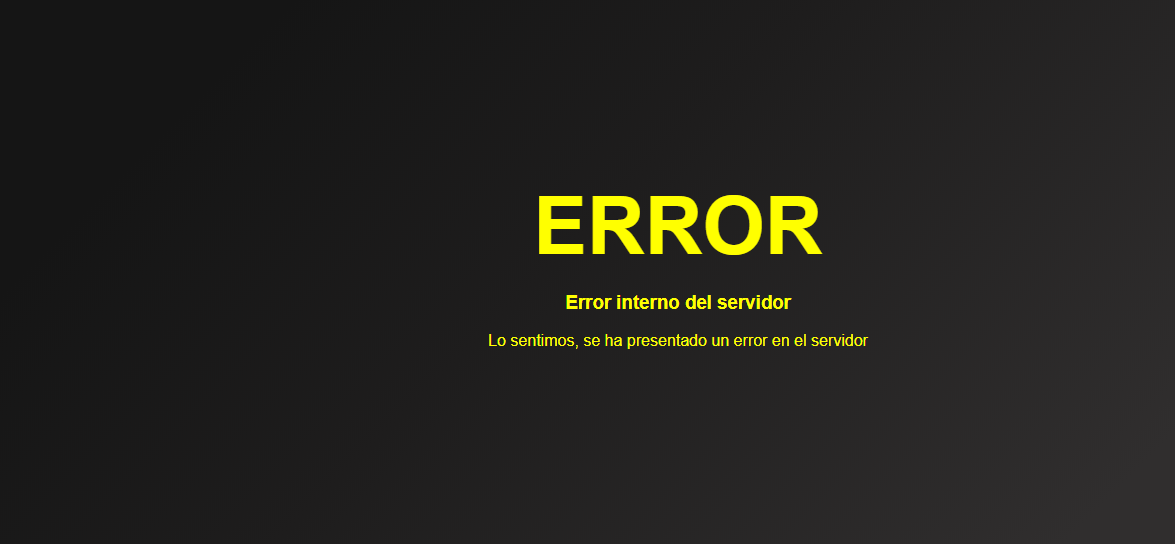 ERROR
Error interno del servidor
Lo sentimos, se ha presentado un error en el servidor